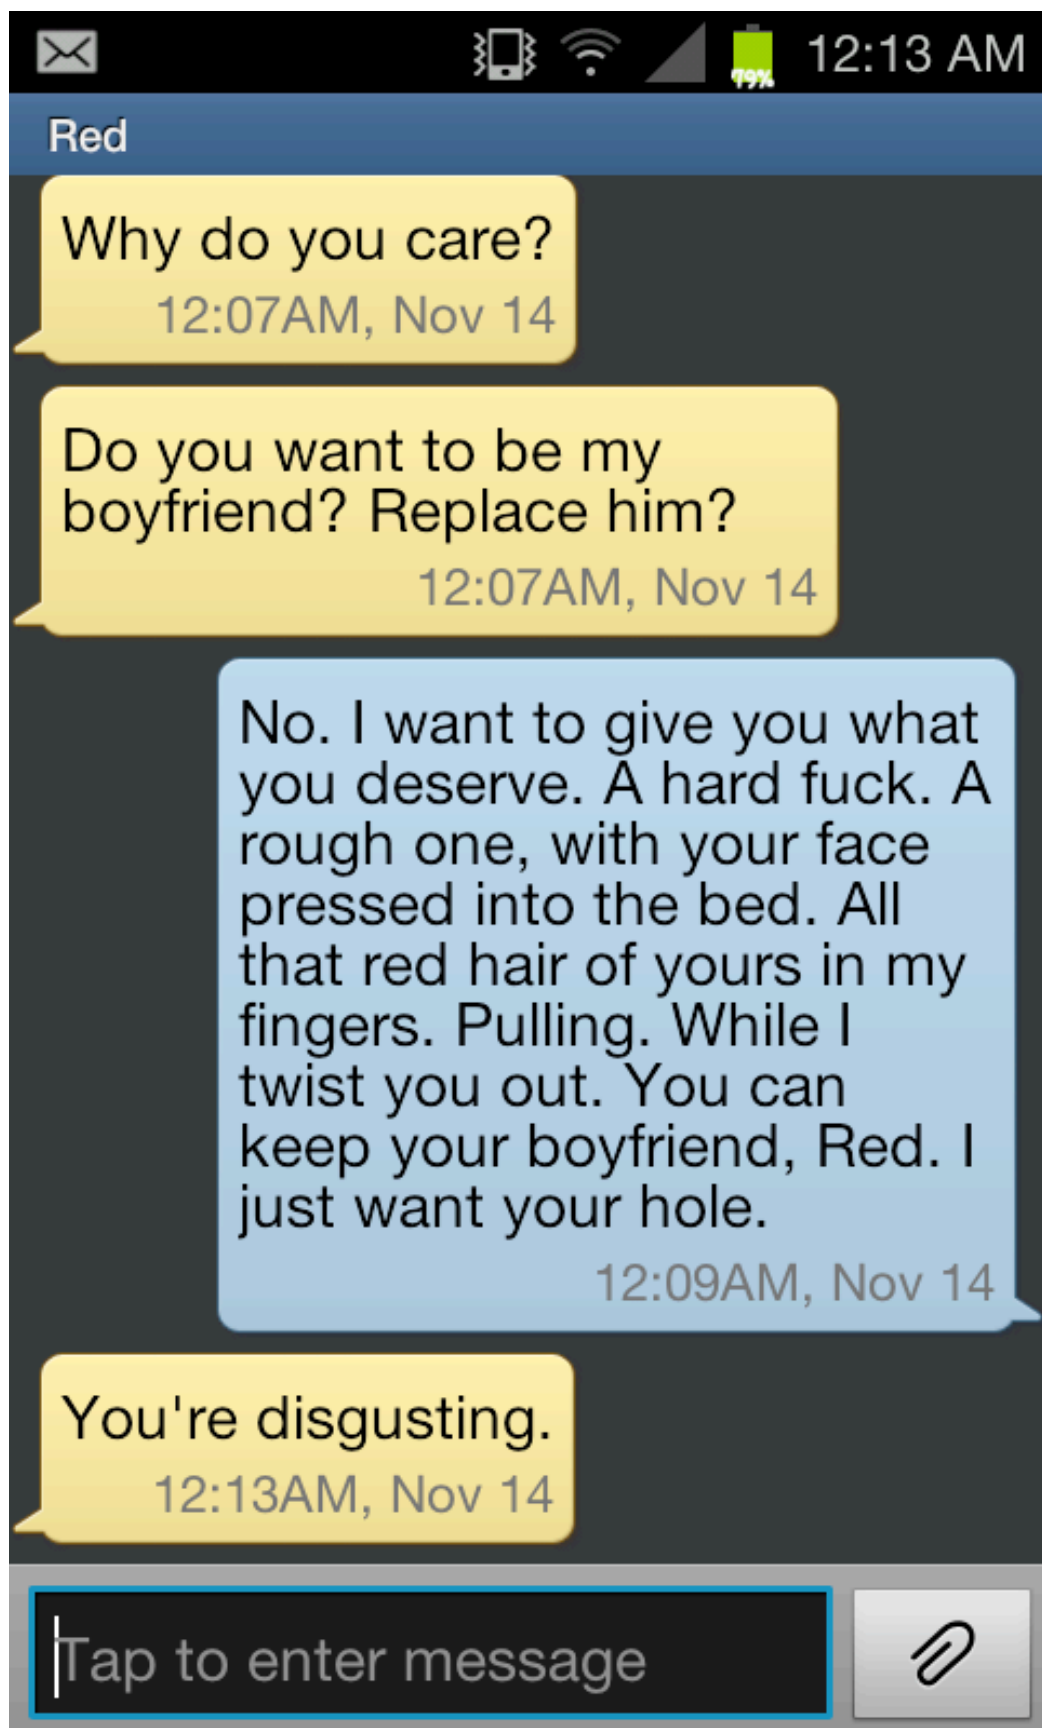 79%
12:13 AM
Red
Why do you care?
12:07AM, Nov 14
Do you want to be my
boyfriend? Replace him?
12:07AM, Nov 14
No. I want to give you what
you deserve. A hard fuck. A
rough one, with your face
pressed into the bed. All
that red hair of yours in my
fingers. Pulling. While I
twist you out. You can
keep your boyfriend, Red. I
just want your hole.
12:09AM, Nov 14
You're disgusting.
12:13AM, Nov 14
Tap to enter message